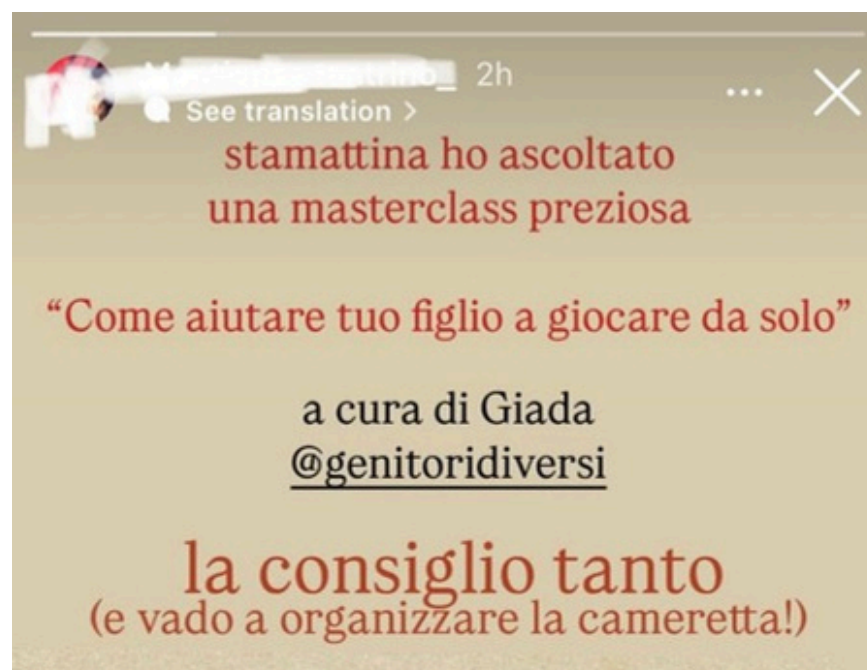 2h
See translation >
stamattina ho ascoltato
una masterclass preziosa
“Come aiutare tuo figlio a giocare da solo”
a cura di Giada
@genitoridiversi
la consiglio tanto
(e vado a organizzare la cameretta!)